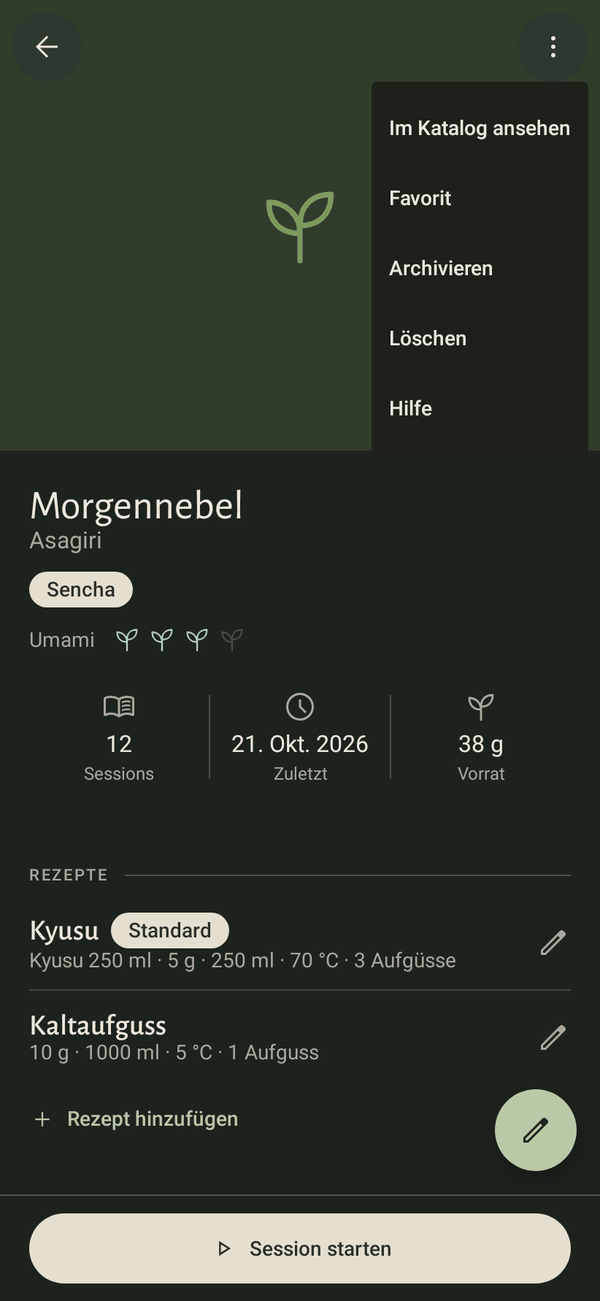 Im Katalog ansehen
Favorit
Archivieren
Löschen
Hilfe
Morgennebel
Asagiri
Sencha
Umami
12
Sessions
21. Okt. 2026
Zuletzt
38 g
Vorrat
REZEPTE
Kyusu Standard
Kyusu 250 ml · 5 g · 250 ml · 70 °C · 3 Aufgüsse
Kaltaufguss
10 g · 1000 ml · 5 °C · 1 Aufguss
Rezept hinzufügen
Session starten